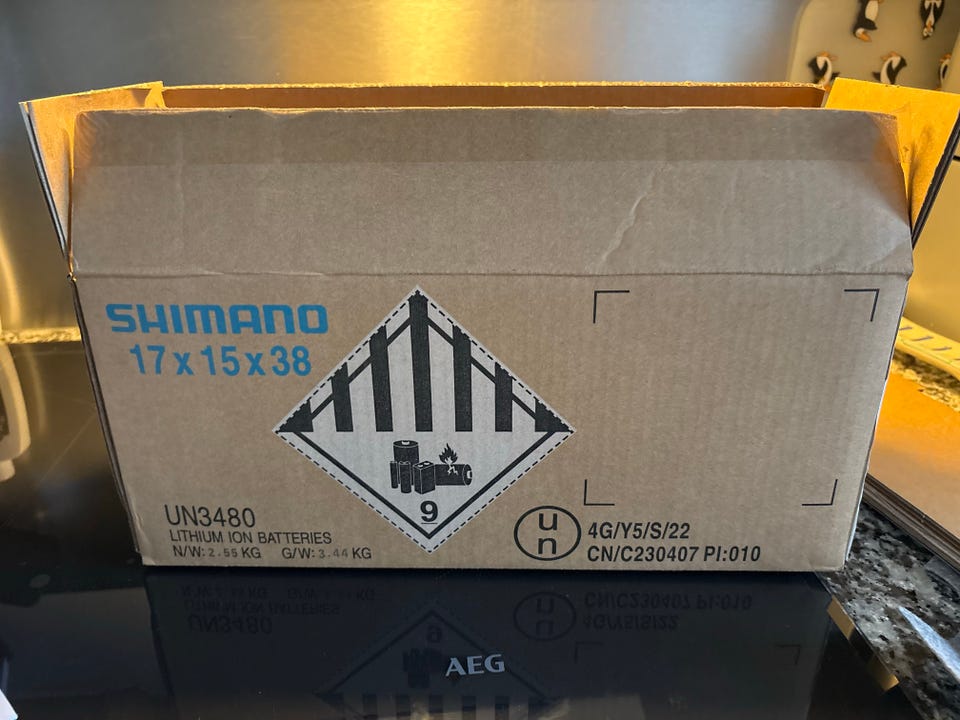 SHIMANO
17 x 15 x 38
9
UN3480
LITHIUM ION BATTERIES
N/W: 2.55 KG G/W: 3.44 KG
un
4G/Y5/S/22
CN/C230407 PI:010
AEG